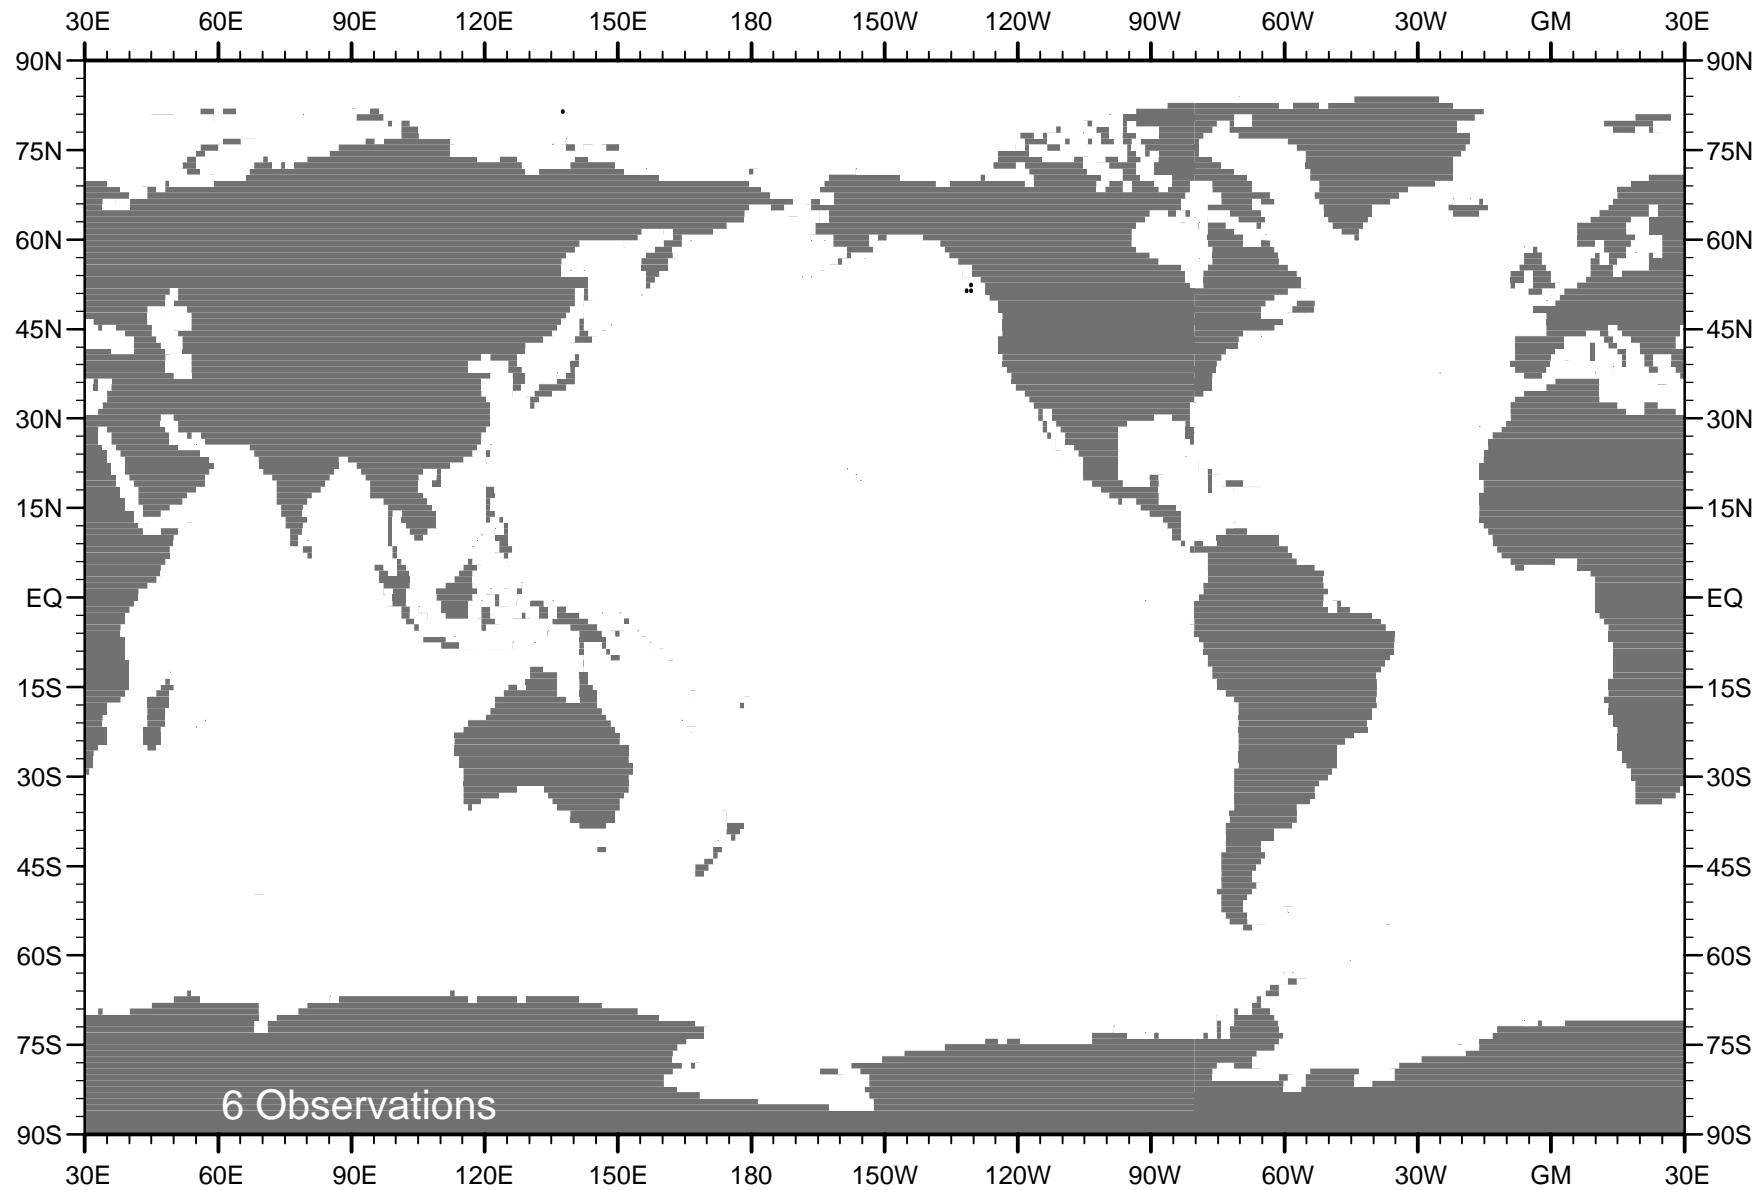 30E 60E 90E 120E 150E 180 150W 120W 90W 60W 30W GM 30E
90N 90N
75N 75N
60N 60N
45N 45N
30N 30N
15N 15N
EQ EQ
15S 15S
30S 30S
45S 45S
60S 60S
75S 75S
6 Observations
90S 90S
30E 60E 90E 120E 150E 180 150W 120W 90W 60W 30W GM 30E